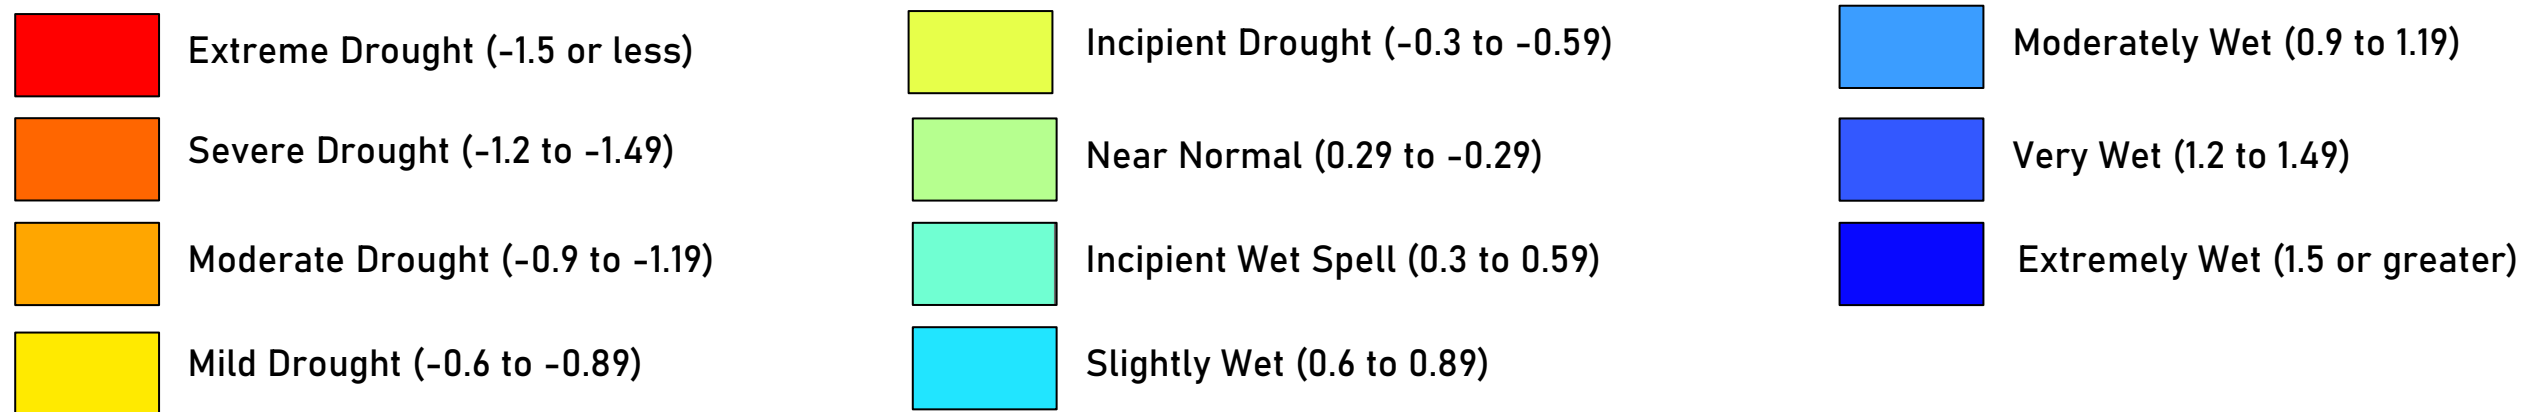 Extreme Drought (-1.5 or less)
Severe Drought (-1.2 to -1.49)
Moderate Drought (-0.9 to -1.19)
Mild Drought (-0.6 to -0.89)
Incipient Drought (-0.3 to -0.59)
Near Normal (0.29 to -0.29)
Incipient Wet Spell (0.3 to 0.59)
Slightly Wet (0.6 to 0.89)
Moderately Wet (0.9 to 1.19)
Very Wet (1.2 to 1.49)
Extremely Wet (1.5 or greater)